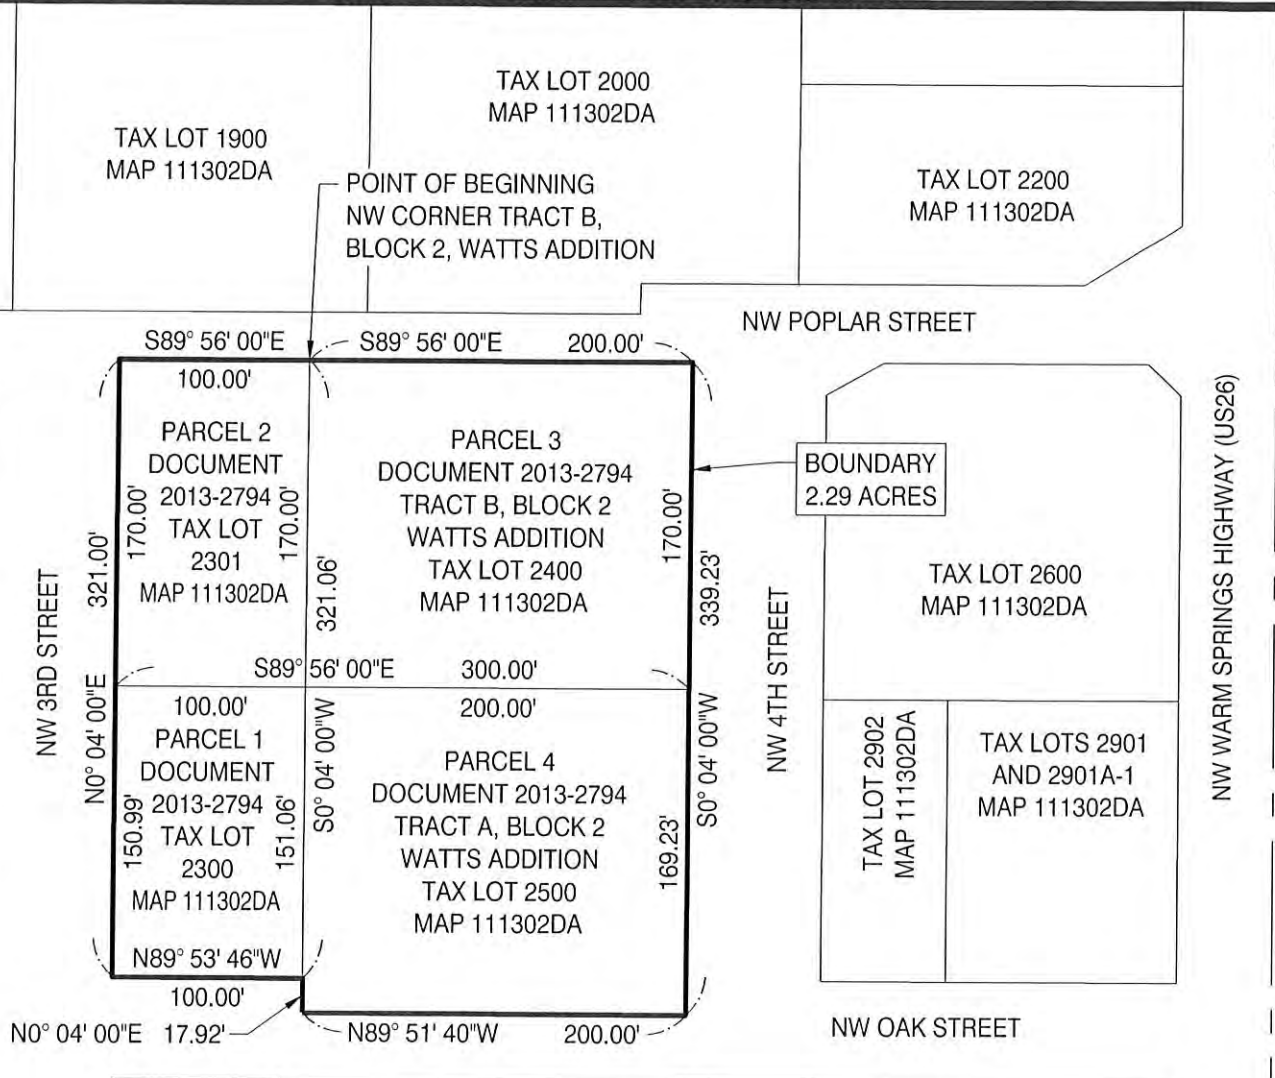 TAX LOT 1900
MAP 111302DA
TAX LOT 2000
MAP 111302DA
TAX LOT 2200
MAP 111302DA
POINT OF BEGINNING
NW CORNER TRACT B,
BLOCK 2, WATTS ADDITION
NW POPLAR STREET
S89° 56' 00"E
100.00'
S89° 56' 00"E 200.00'
PARCEL 2
DOCUMENT
2013-2794
TAX LOT
2301
MAP 111302DA
170.00'
170.00'
321.00'
321.06'
PARCEL 3
DOCUMENT 2013-2794
TRACT B, BLOCK 2
WATTS ADDITION
TAX LOT 2400
MAP 111302DA
170.00'
339.23'
BOUNDARY
2.29 ACRES
TAX LOT 2600
MAP 111302DA
NW WARM SPRINGS HIGHWAY (US26)
NW 3RD STREET
NW 4TH STREET
S89° 56' 00"E 300.00'
100.00'
200.00'
N0° 04' 00"E
PARCEL 1
DOCUMENT
2013-2794
TAX LOT
2300
MAP 111302DA
150.99'
151.06'
S0° 04' 00"W
PARCEL 4
DOCUMENT 2013-2794
TRACT A, BLOCK 2
WATTS ADDITION
TAX LOT 2500
MAP 111302DA
169.23'
S0° 04' 00"W
TAX LOT 2902
MAP 111302DA
TAX LOTS 2901
AND 2901A-1
MAP 111302DA
N89° 53' 46"W
100.00'
N0° 04' 00"E 17.92'
N89° 51' 40"W 200.00'
NW OAK STREET